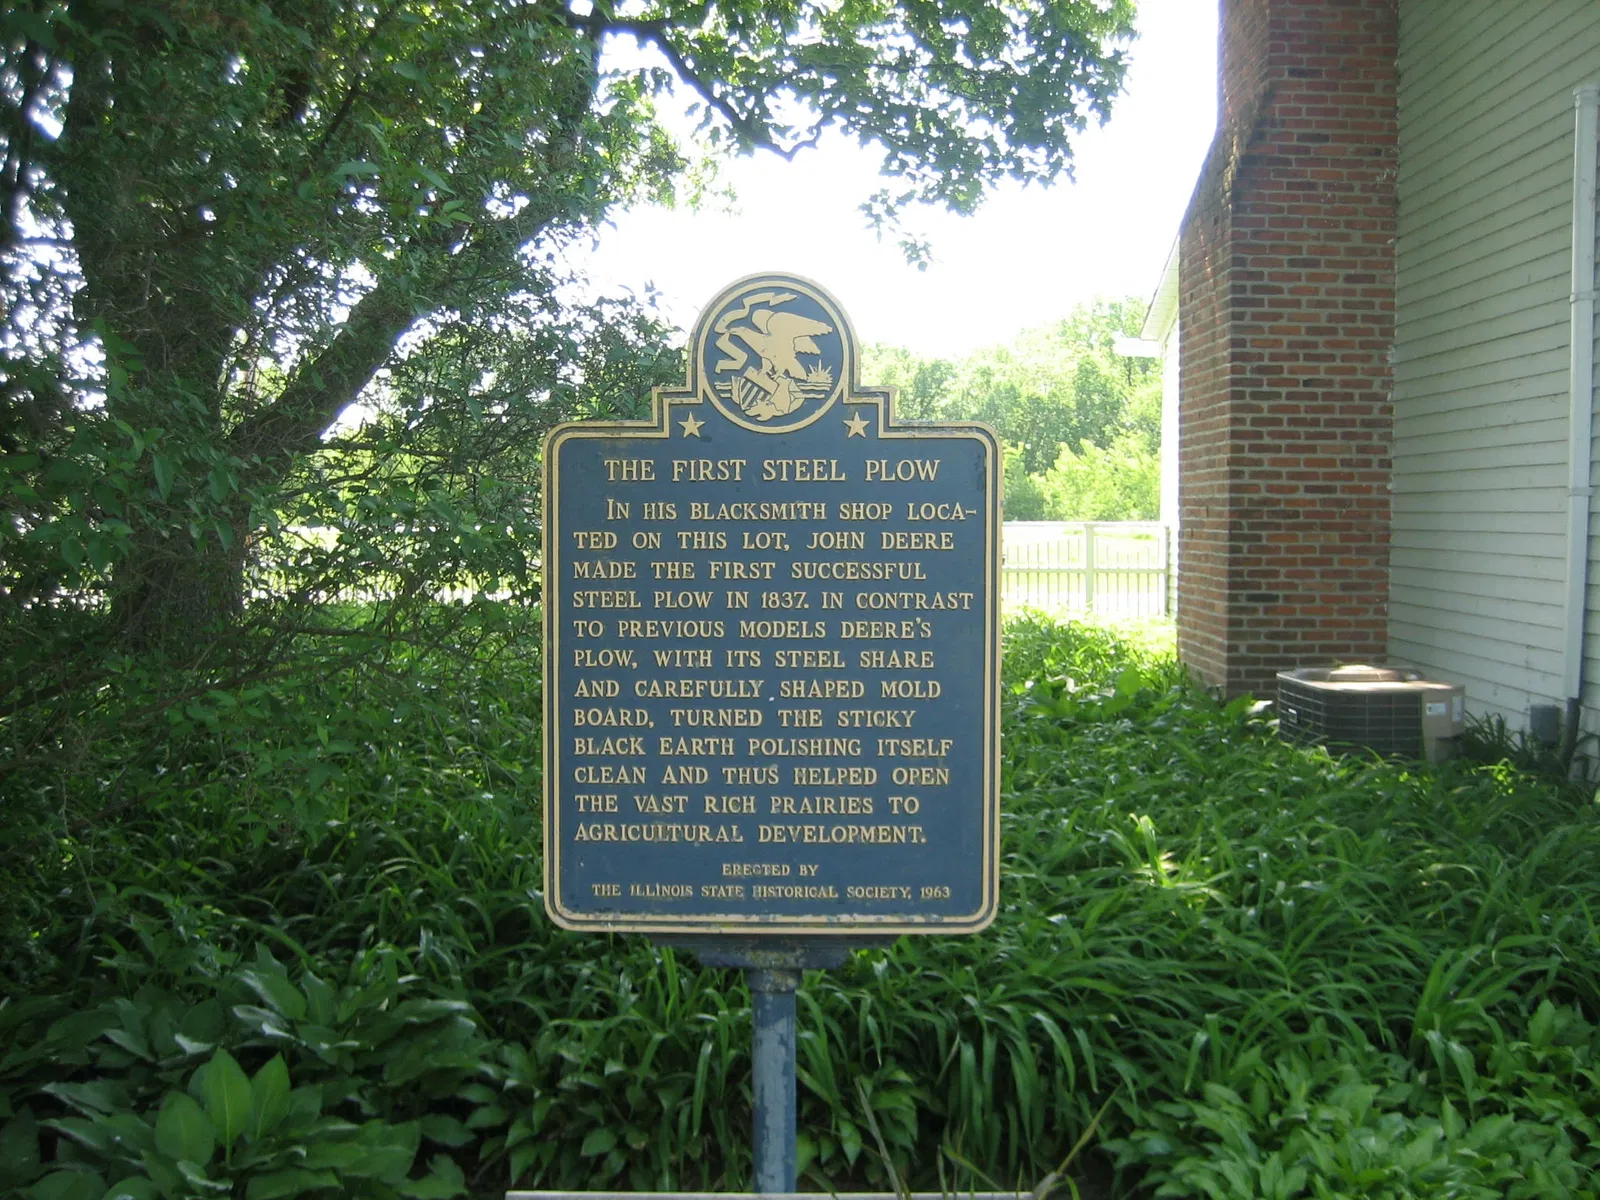 THE FIRST STEEL PLOW
IN HIS BLACKSMITH SHOP LOCA-
TED ON THIS LOT, JOHN DEERE
MADE THE FIRST SUCCESSFUL
STEEL PLOW IN 1837. IN CONTRAST
TO PREVIOUS MODELS DEERE'S
PLOW, WITH ITS STEEL SHARE
AND CAREFULLY SHAPED MOLD
BOARD, TURNED THE STICKY
BLACK EARTH POLISHING ITSELF
CLEAN AND THUS HELPED OPEN
THE VAST RICH PRAIRIES TO
AGRICULTURAL DEVELOPMENT.
ERECTED BY
THE ILLINOIS STATE HISTORICAL SOCIETY, 1963